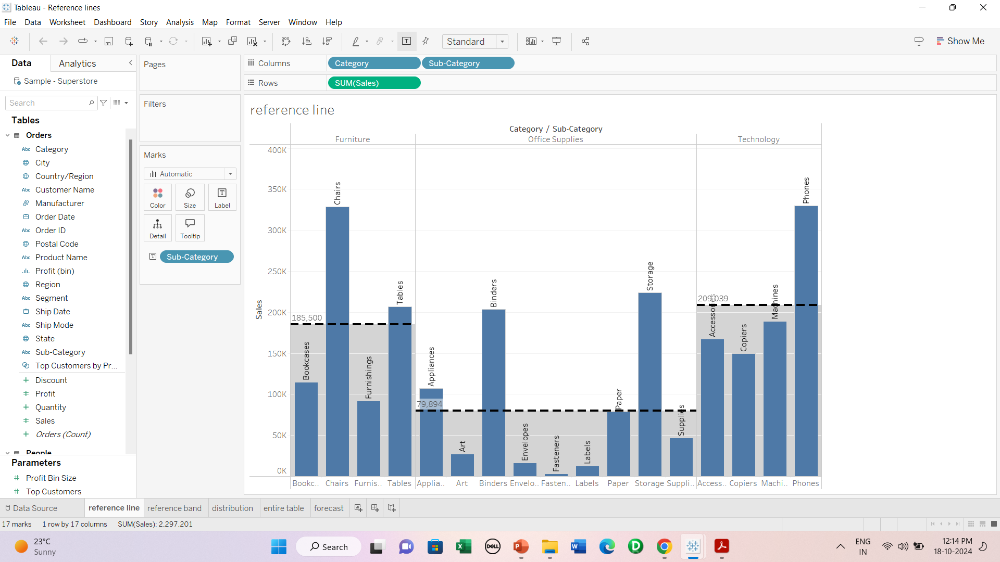 Tableau - Reference lines
File Data Worksheet Dashboard Story Analysis Map Format Server Window Help
Standard
Show Me
Data Analytics
Sample - Superstore
Search
Tables
Orders
Abc Category
City
Country/Region
Abc Customer Name
Manufacturer
Order Date
Abc Order ID
Postal Code
Abc Product Name
Profit (bin)
Region
Abc Segment
Ship Date
Abc Ship Mode
State
Abc Sub-Category
Top Customers by Pr...
# Discount
# Profit
# Quantity
# Sales
# Orders (Count)
People
Parameters
# Profit Bin Size
# Top Customers
Pages
Filters
Marks
Automatic
Color Size Label
Detail Tooltip
Sub-Category
Columns Category Sub-Category
Rows SUM(Sales)
reference line
Category / Sub-Category
Furniture Office Supplies Technology
Sales
400K
350K
300K
250K
200K
150K
100K
50K
0K
185,500
79,894
209,039
Bookcases
Chairs
Furnishings
Tables
Appliances
Art
Binders
Envelopes
Fasteners
Labels
Paper
Storage
Supplies
Accessories
Copiers
Machines
Phones
Bookc.. Chairs Furnis.. Tables Applia.. Art Binders Envelo.. Fasten.. Labels Paper Storage Suppli.. Access.. Copiers Machi.. Phones
Data Source reference line reference band distribution entire table forecast
17 marks 1 row by 17 columns SUM(Sales): 2,297,201
23°C
Sunny
Search
DELL
ENG
IN
12:14 PM
18-10-2024